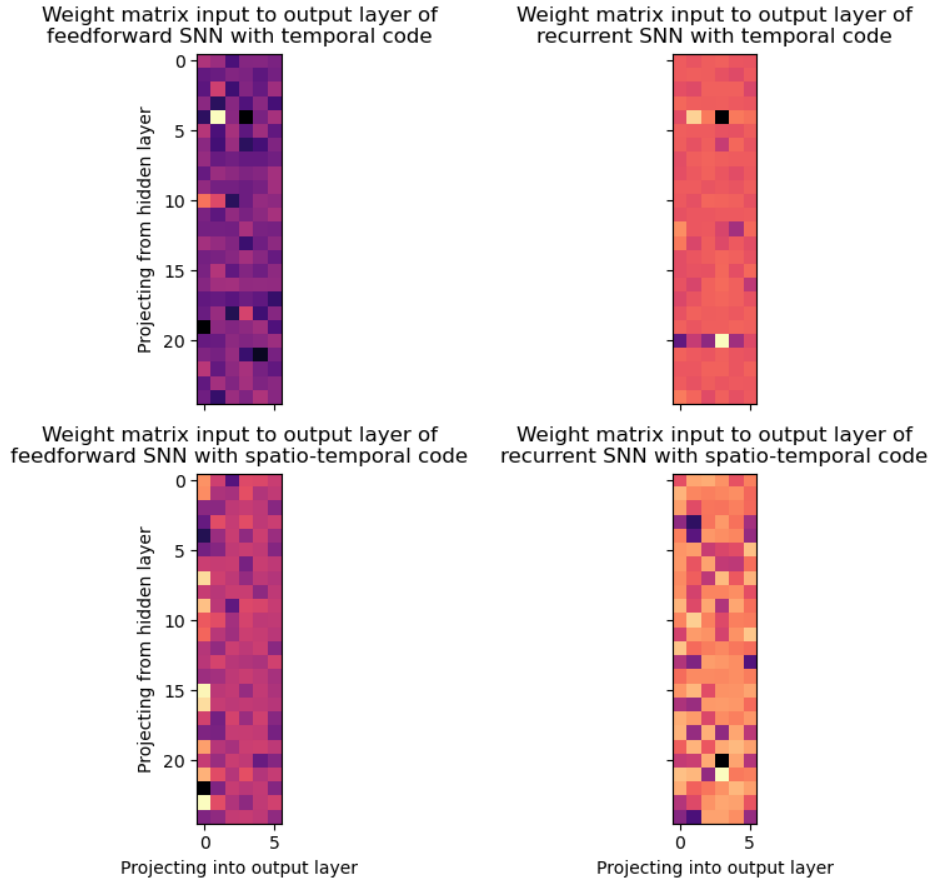 Weight matrix input to output layer of
feedforward SNN with temporal code
Weight matrix input to output layer of
recurrent SNN with temporal code
0
5
10
15
20
Projecting from hidden layer
Weight matrix input to output layer of
feedforward SNN with spatio-temporal code
Weight matrix input to output layer of
recurrent SNN with spatio-temporal code
0
5
10
15
20
Projecting from hidden layer
0
5
0
5
Projecting into output layer
Projecting into output layer